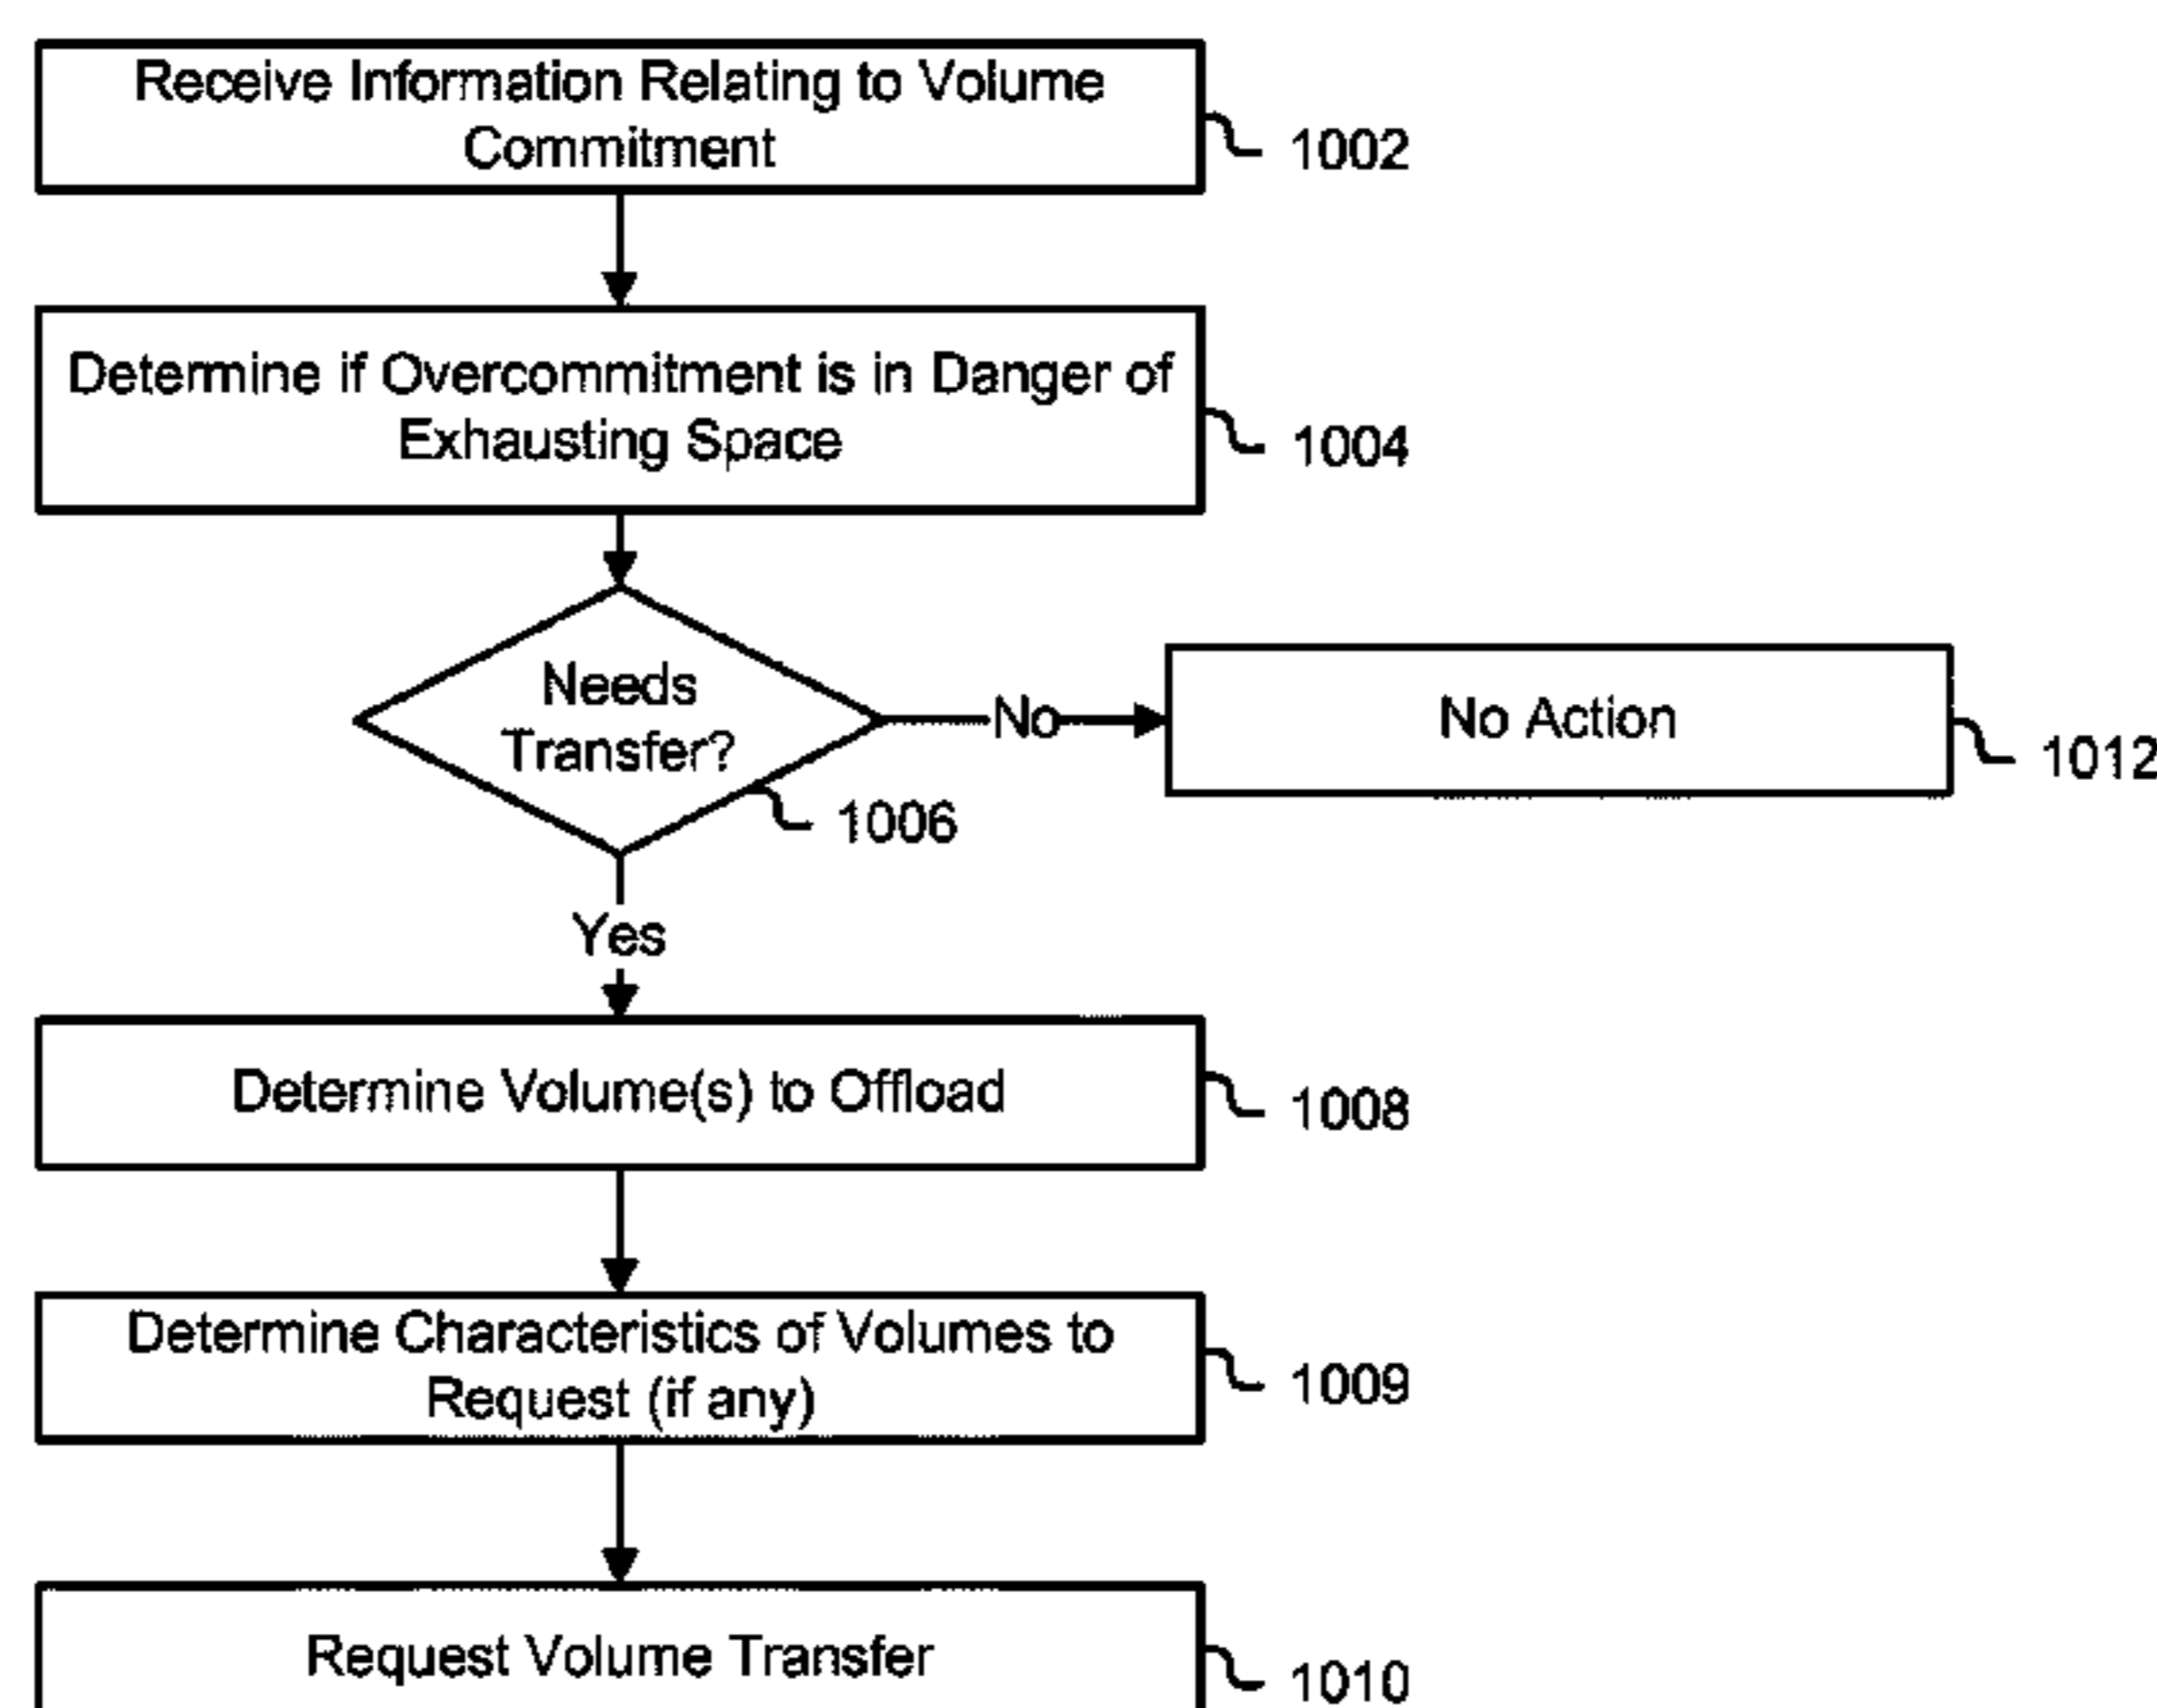 Receive Information Relating to Volume
Commitment
1002
Determine if Overcommitment is in Danger of
Exhausting Space
1004
Needs
Transfer?
No
No Action
1012
1006
Yes
Determine Volume(s) to Offload
1008
Determine Characteristics of Volumes to
Request (if any)
1009
Request Volume Transfer
1010